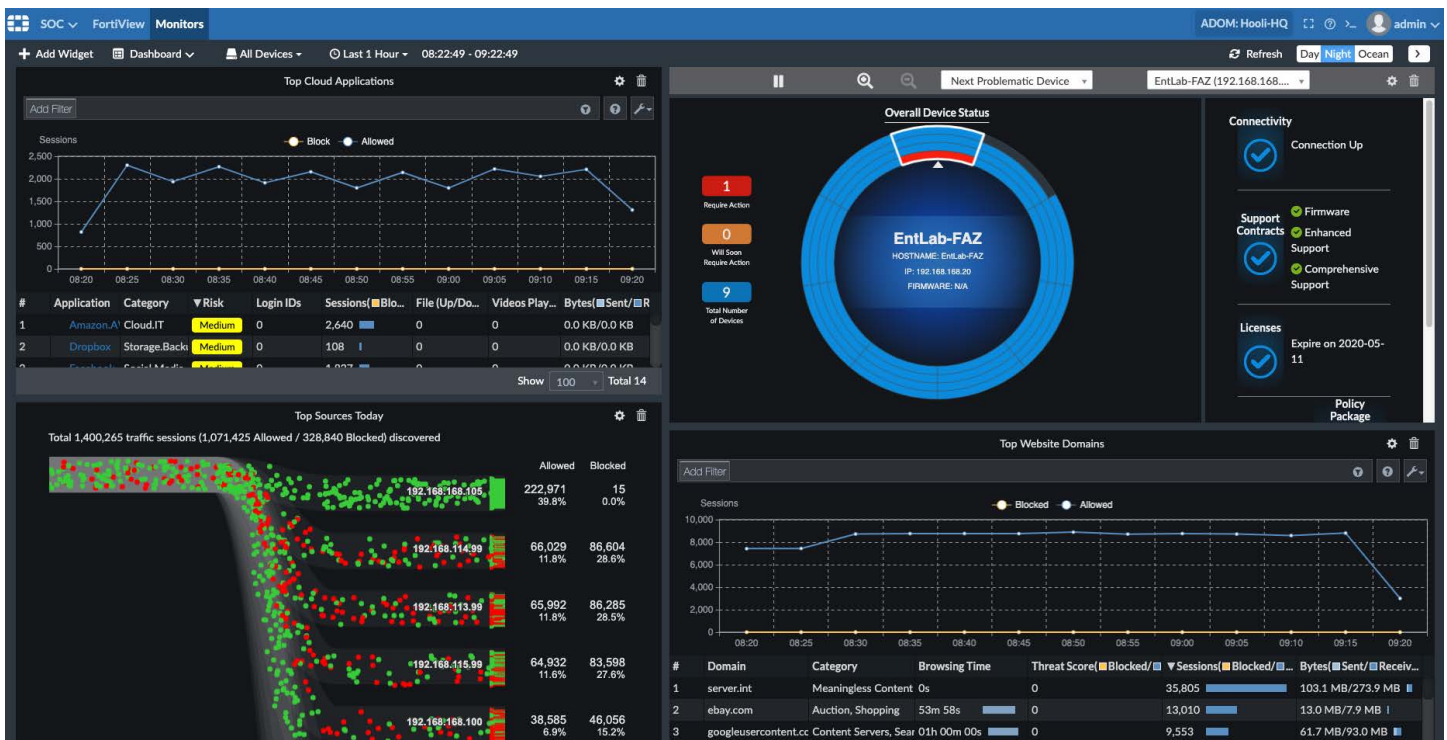 SOC FortiView Monitors ADOM: Hooli-HQ admin
Add Widget Dashboard All Devices Last 1 Hour 08:22:49 - 09:22:49 Refresh Day Night Ocean
Top Cloud Applications
Add Filter
Sessions
Block Allowed
2,500
2,000
1,500
1,000
500
0
08:20 08:25 08:30 08:35 08:40 08:45 08:50 08:55 09:00 09:05 09:10 09:15 09:20
# Application Category ▼Risk Login IDs Sessions(Blo... File (Up/Do... Videos Play... Bytes(Sent/R
1 Amazon.A Cloud.IT Medium 0 2,640 0 0 0.0 KB/0.0 KB
2 Dropbox Storage.Backu Medium 0 108 0 0 0.0 KB/0.0 KB
Show 100 Total 14
Next Problematic Device EntLab-FAZ (192.168.168....
Overall Device Status
1
Require Action
0
Will Soon
Require Action
9
Total Number
of Devices
EntLab-FAZ
HOSTNAME: EntLab-FAZ
IP: 192.168.168.20
FIRMWARE: N/A
Connectivity
Connection Up
Support
Contracts
Firmware
Enhanced
Support
Comprehensive
Support
Licenses
Expire on 2020-05-
11
Policy
Package
Top Sources Today
Total 1,400,265 traffic sessions (1,071,425 Allowed / 328,840 Blocked) discovered
Allowed Blocked
192.168.168.105 222,971 15
39.8% 0.0%
192.168.114.99 66,029 86,604
11.8% 28.6%
192.168.113.99 65,992 86,285
11.8% 28.5%
192.168.115.99 64,932 83,598
11.6% 27.6%
192.168.168.100 38,585 46,056
6.9% 15.2%
Top Website Domains
Add Filter
Sessions
Blocked Allowed
10,000
8,000
6,000
4,000
2,000
0
08:20 08:25 08:30 08:35 08:40 08:45 08:50 08:55 09:00 09:05 09:10 09:15 09:20
# Domain Category Browsing Time Threat Score(Blocked/ ▼Sessions(Blocked/... Bytes(Sent/Receiv...
1 server.int Meaningless Content 0s 0 35,805 103.1 MB/273.9 MB
2 ebay.com Auction, Shopping 53m 58s 0 13,010 13.0 MB/7.9 MB
3 googleusercontent.cc Content Servers, Sear 01h 00m 00s 0 9,553 61.7 MB/93.0 MB